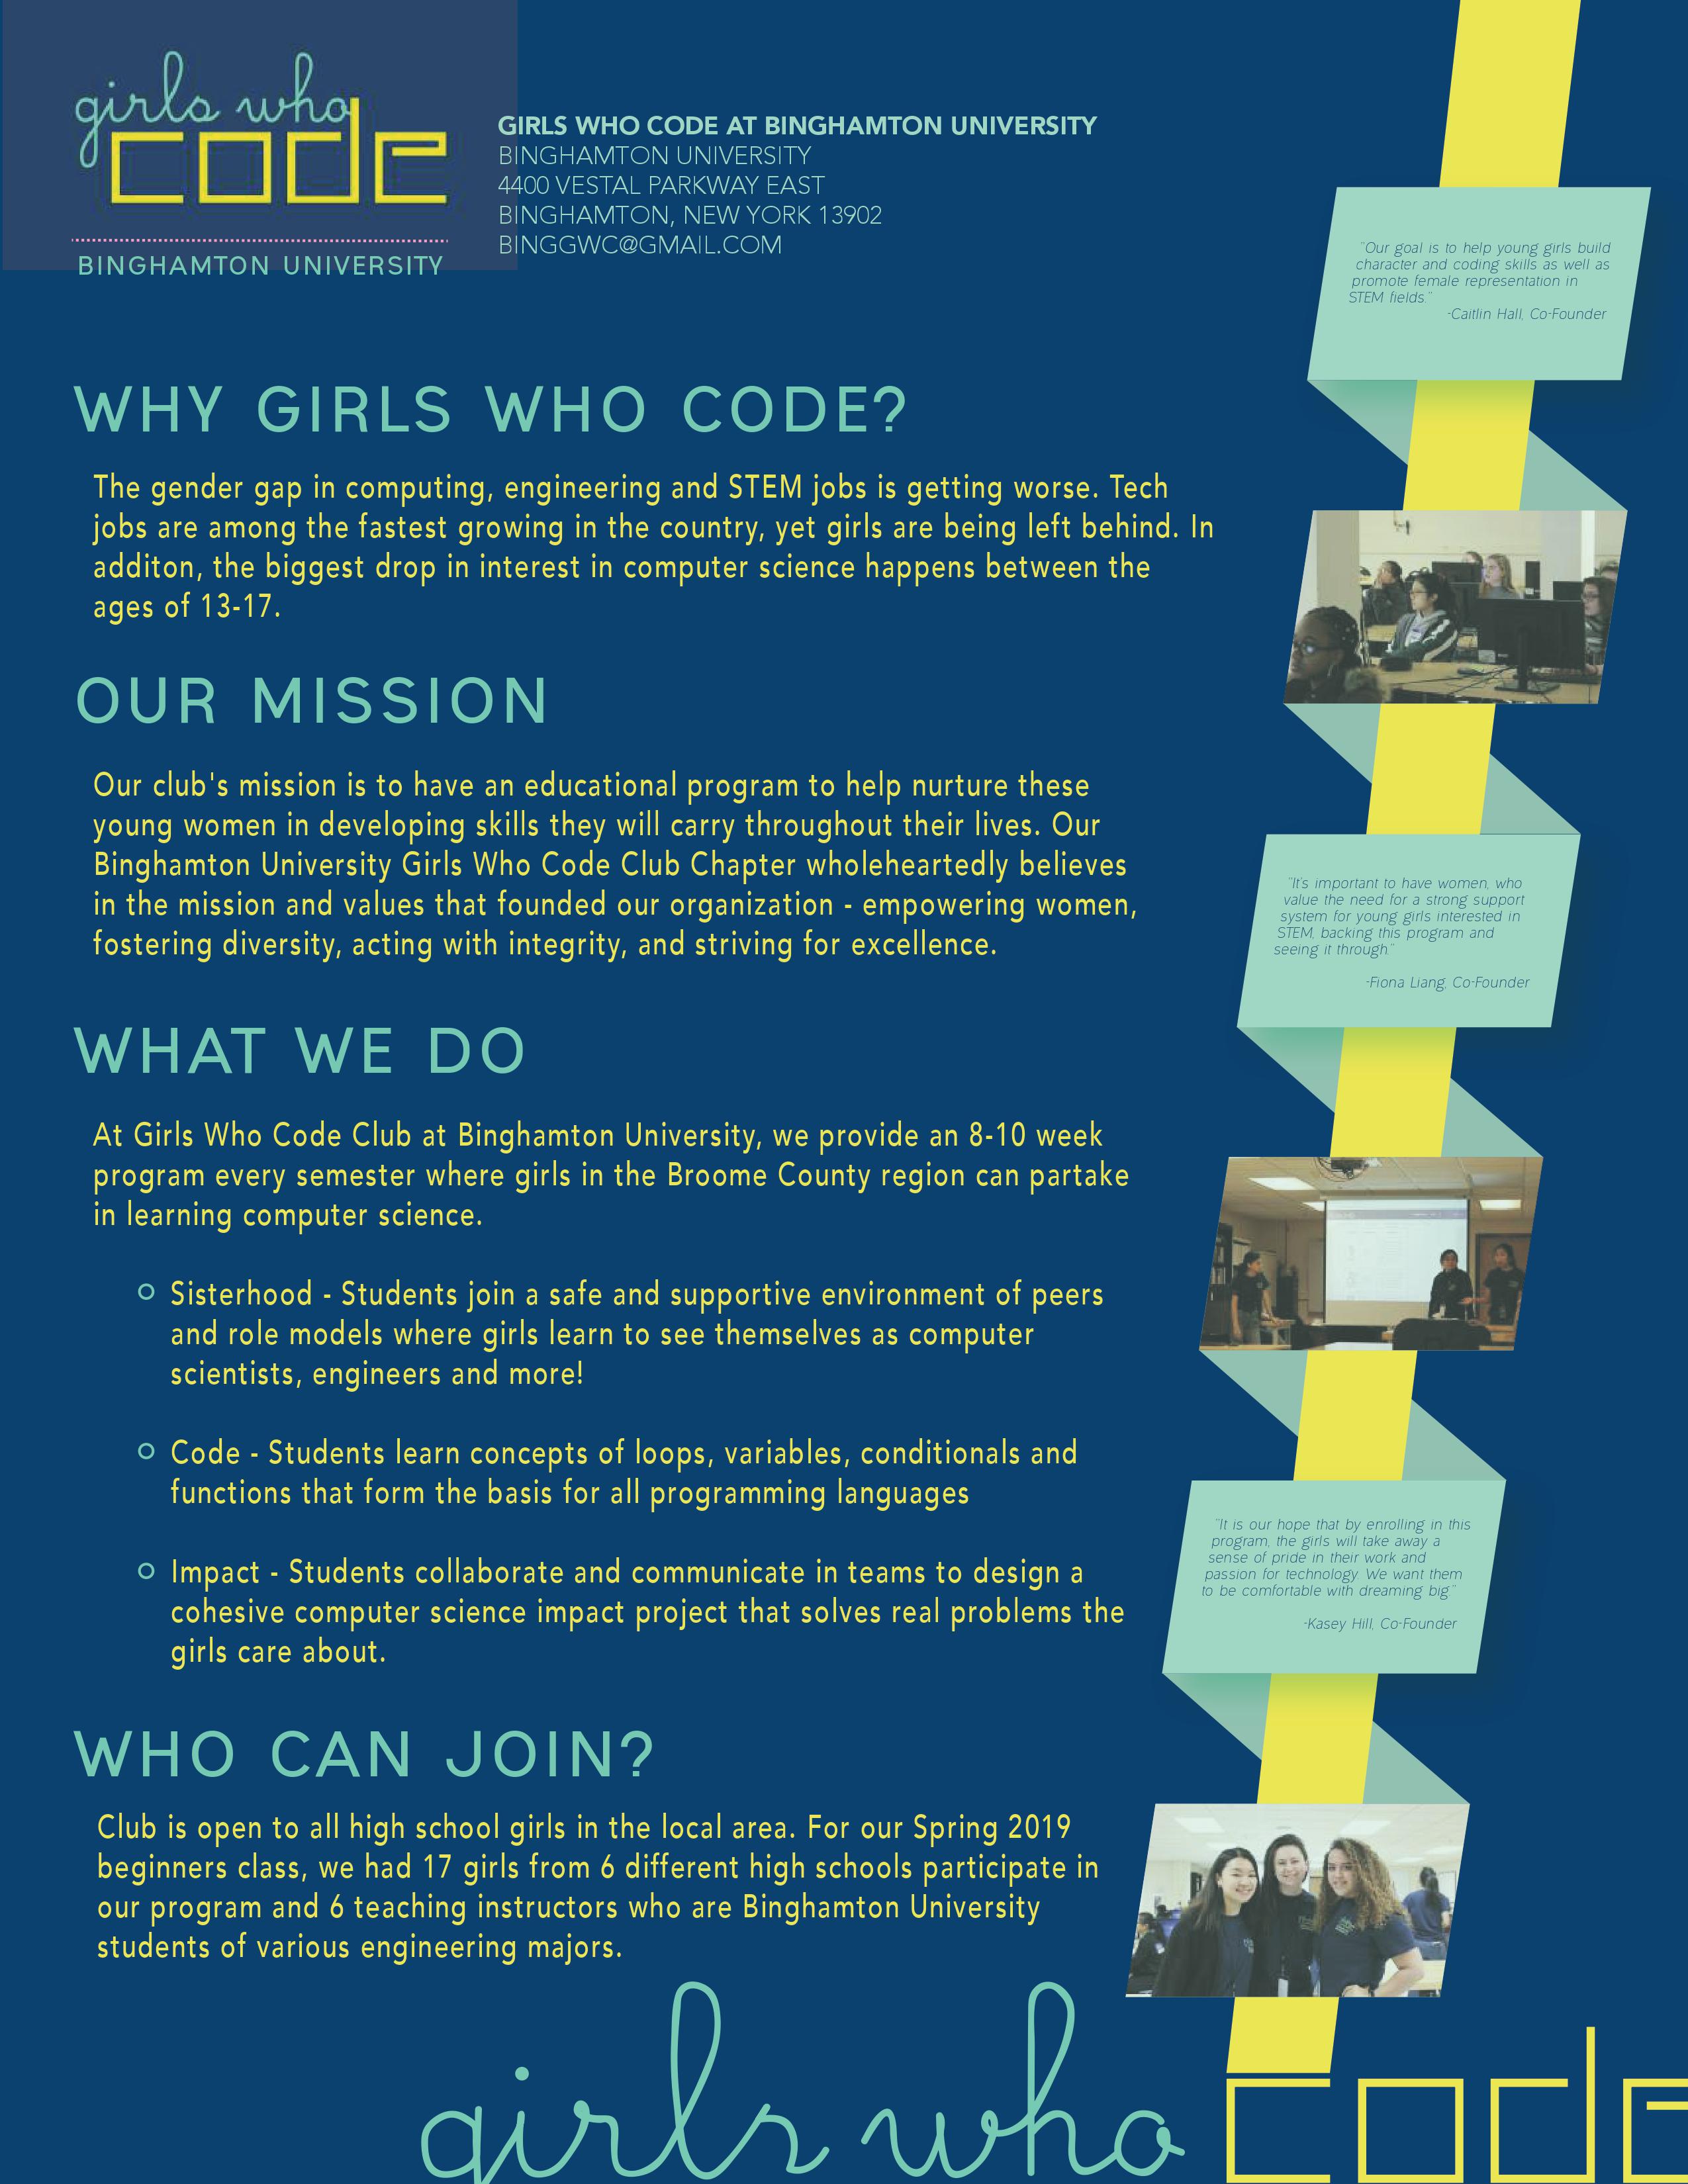 girls who
code
BINGHAMTON UNIVERSITY
GIRLS WHO CODE AT BINGHAMTON UNIVERSITY
BINGHAMTON UNIVERSITY
4400 VESTAL PARKWAY EAST
BINGHAMTON, NEW YORK 13902
BINGGWC@GMAIL.COM
WHY GIRLS WHO CODE?
The gender gap in computing, engineering and STEM jobs is getting worse. Tech
jobs are among the fastest growing in the country, yet girls are being left behind. In
additon, the biggest drop in interest in computer science happens between the
ages of 13-17.
OUR MISSION
Our club's mission is to have an educational program to help nurture these
young women in developing skills they will carry throughout their lives. Our
Binghamton University Girls Who Code Club Chapter wholeheartedly believes
in the mission and values that founded our organization - empowering women,
fostering diversity, acting with integrity, and striving for excellence.
WHAT WE DO
At Girls Who Code Club at Binghamton University, we provide an 8-10 week
program every semester where girls in the Broome County region can partake
in learning computer science.
Sisterhood - Students join a safe and supportive environment of peers
and role models where girls learn to see themselves as computer
scientists, engineers and more!
Code - Students learn concepts of loops, variables, conditionals and
functions that form the basis for all programming languages
Impact - Students collaborate and communicate in teams to design a
cohesive computer science impact project that solves real problems the
girls care about.
WHO CAN JOIN?
Club is open to all high school girls in the local area. For our Spring 2019
beginners class, we had 17 girls from 6 different high schools participate in
our program and 6 teaching instructors who are Binghamton University
students of various engineering majors.
"Our goal is to help young girls build
character and coding skills as well as
promote female representation in
STEM fields."
-Caitlin Hall, Co-Founder
"It's important to have women, who
value the need for a strong support
system for young girls interested in
STEM, backing this program and
seeing it through."
-Fiona Liang, Co-Founder
"It is our hope that by enrolling in this
program, the girls will take away a
sense of pride in their work and
passion for technology. We want them
to be comfortable with dreaming big."
-Kasey Hill, Co-Founder
girls who code